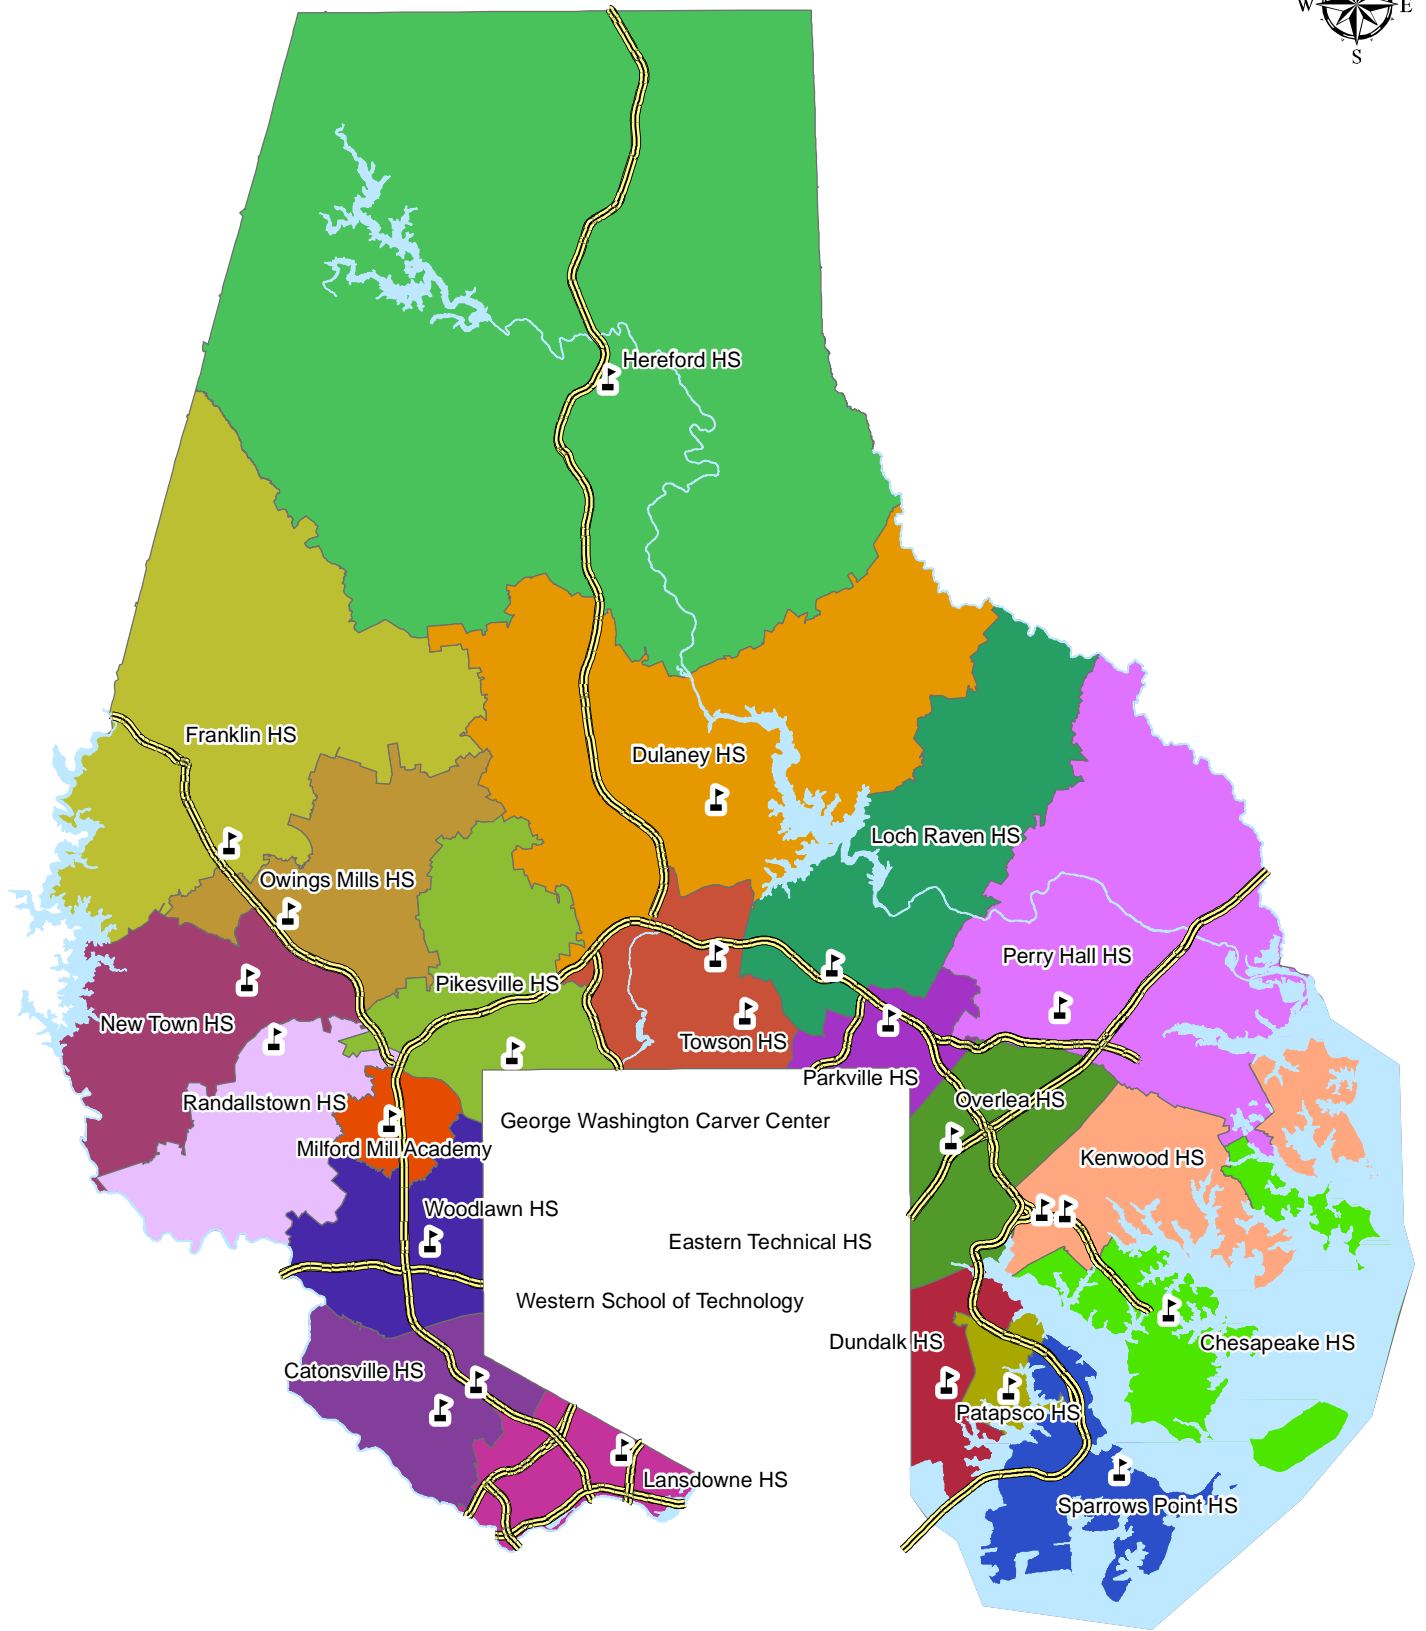 W
E
S
Hereford HS
Franklin HS
Dulaney HS
Loch Raven HS
Owings Mills HS
Perry Hall HS
Pikesville HS
New Town HS
Towson HS
Parkville HS
Randallstown HS
Overlea HS
George Washington Carver Center
Milford Mill Academy
Kenwood HS
Woodlawn HS
Eastern Technical HS
Western School of Technology
Dundalk HS
Chesapeake HS
Catonsville HS
Patapsco HS
Lansdowne HS
Sparrows Point HS